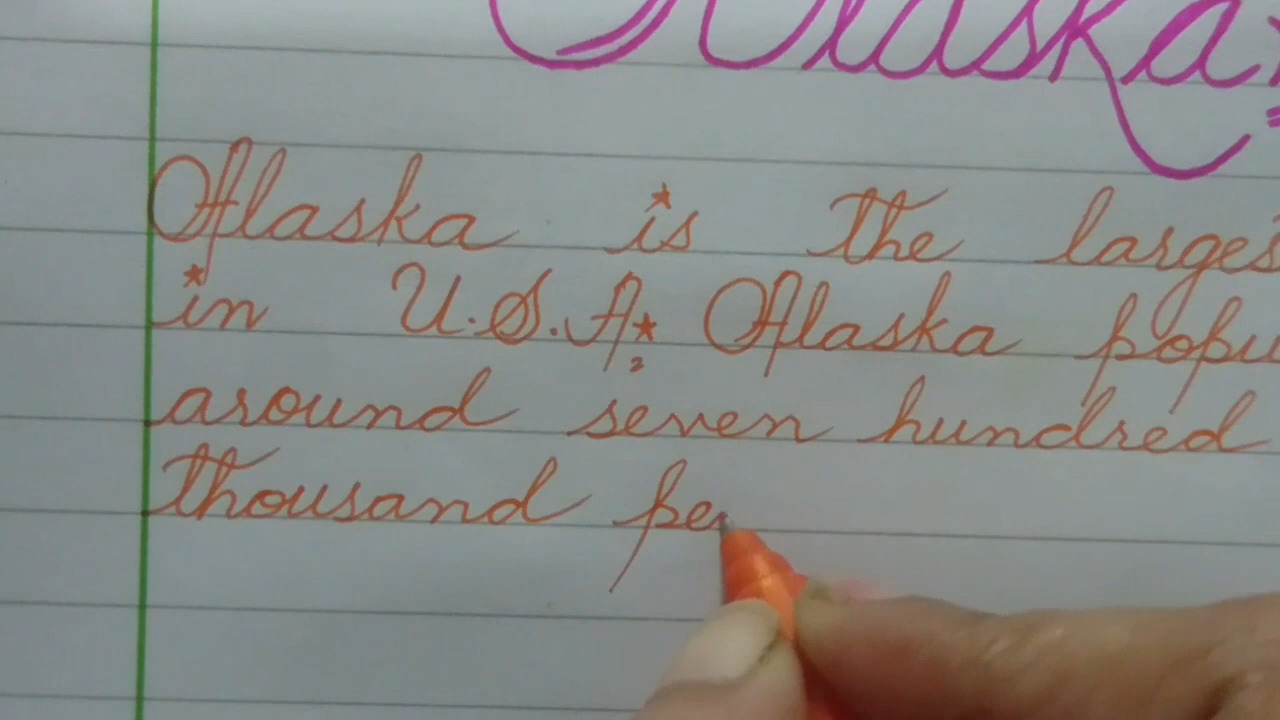 Alaska
Alaska is the larges
in U.S.A. Alaska popu
around seven hundred
thousand pe